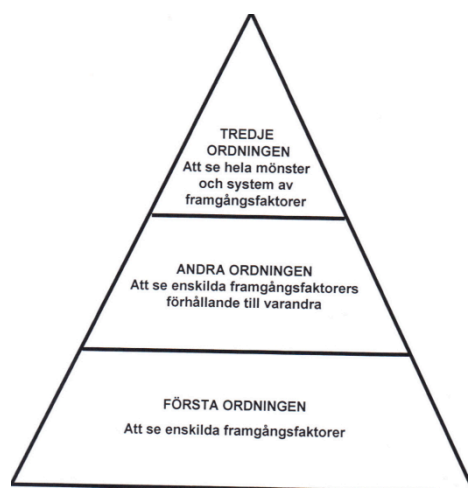 TREDJE
ORDNINGEN
Att se hela mönster
och system av
framgångsfaktorer
ANDRA ORDNINGEN
Att se enskilda framgångsfaktorers
förhållande till varandra
FÖRSTA ORDNINGEN
Att se enskilda framgångsfaktorer